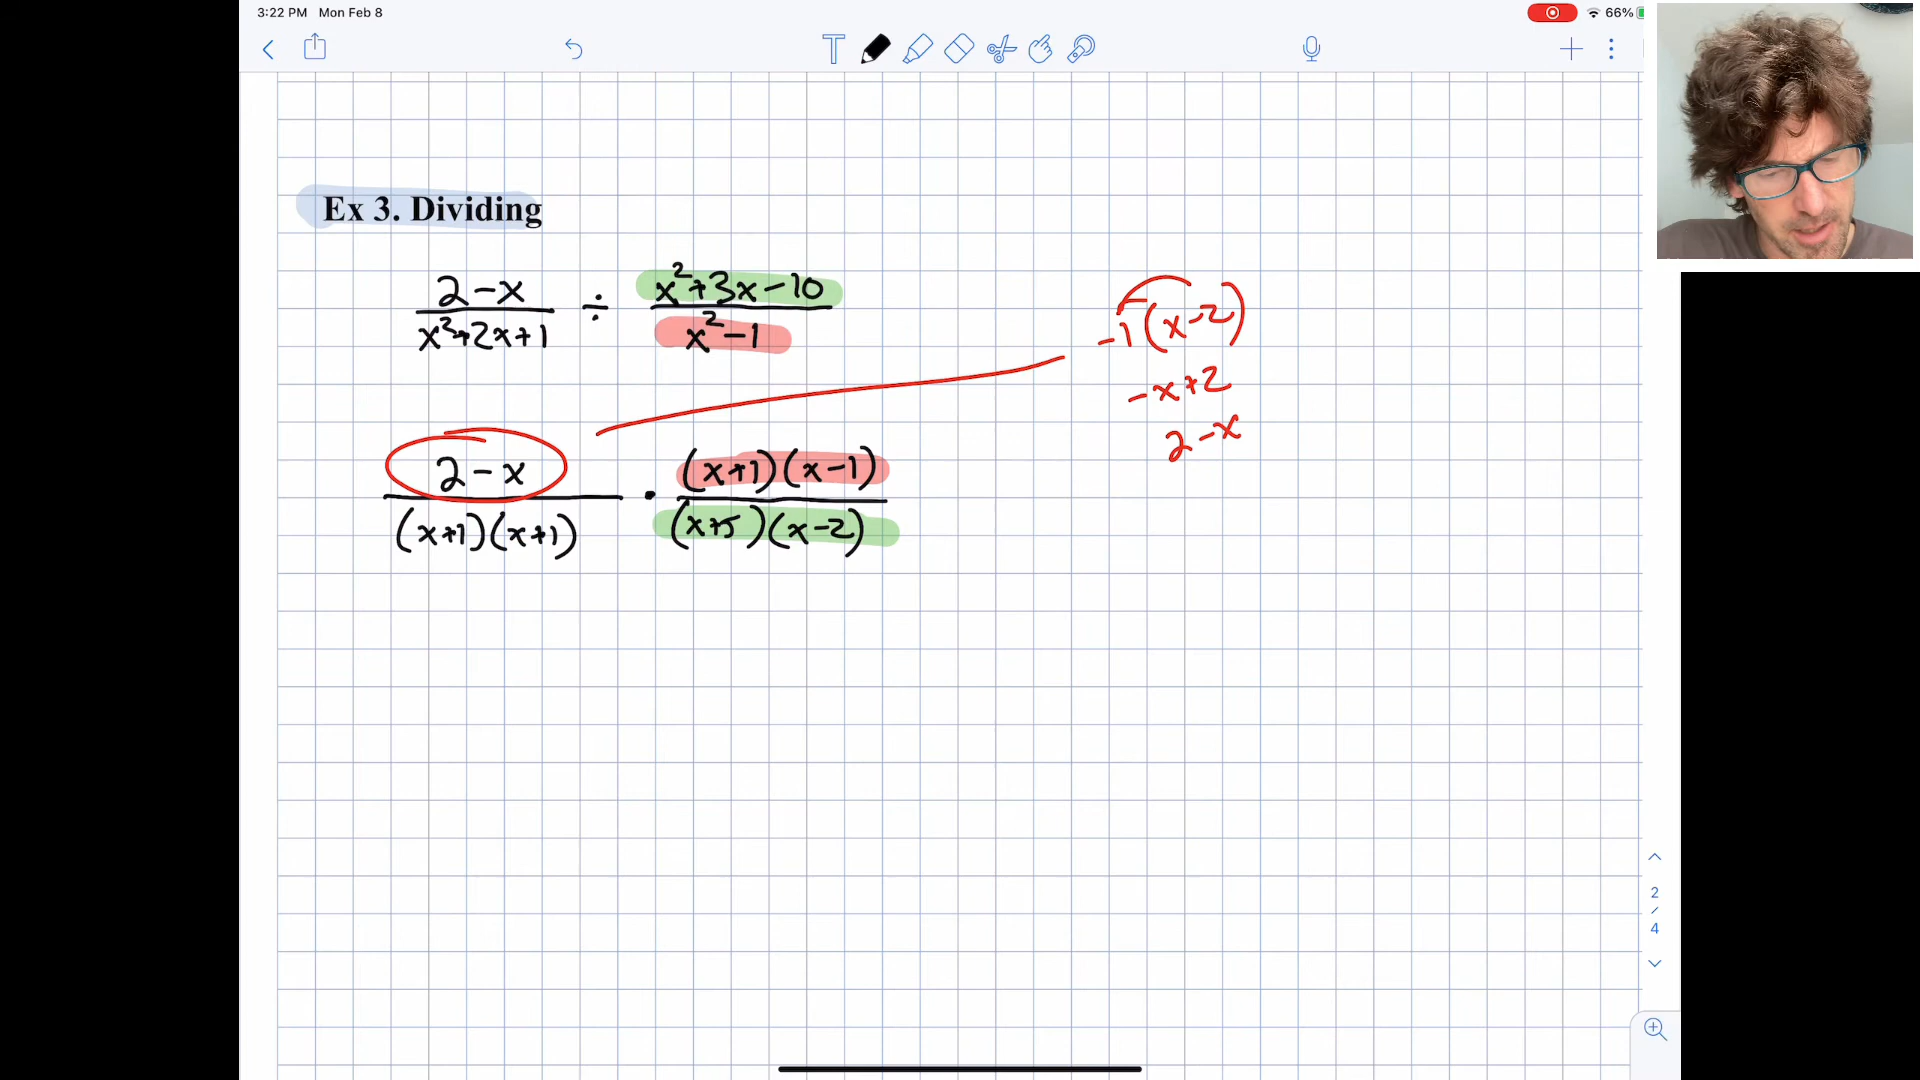 3:22 PM Mon Feb 8
66%
T
Ex 3. Dividing
2-x / x²+2x+1 ÷ x²+3x-10 / x²-1
-1(x-2)
-x+2
2-x
2-x / (x+1)(x+1) · (x+1)(x-1) / (x+5)(x-2)
2
/
4